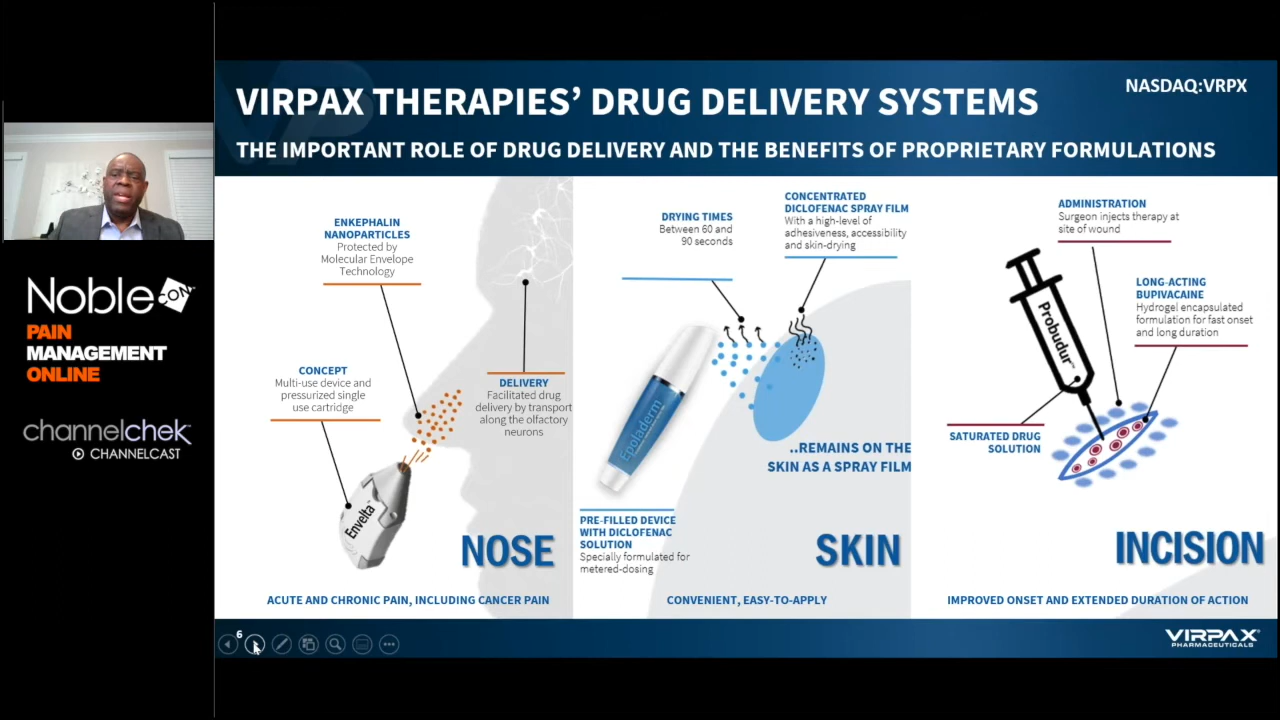 Noble
CON
PAIN
MANAGEMENT
ONLINE
channelchek
CHANNELCAST
NASDAQ:VRPX
VIRPAX THERAPIES' DRUG DELIVERY SYSTEMS
THE IMPORTANT ROLE OF DRUG DELIVERY AND THE BENEFITS OF PROPRIETARY FORMULATIONS
ENKEPHALIN
NANOPARTICLES
Protected by
Molecular Envelope
Technology
CONCEPT
Multi-use device and
pressurized single
use cartridge
DELIVERY
Facilitated drug
delivery by transport
along the olfactory
neurons
Envelta™
NOSE
ACUTE AND CHRONIC PAIN, INCLUDING CANCER PAIN
DRYING TIMES
Between 60 and
90 seconds
CONCENTRATED
DICLOFENAC SPRAY FILM
With a high-level of
adhesiveness, accessibility
and skin-drying
Epoladerm
..REMAINS ON THE
SKIN AS A SPRAY FILM
PRE-FILLED DEVICE
WITH DICLOFENAC
SOLUTION
Specially formulated for
metered-dosing
SKIN
CONVENIENT, EASY-TO-APPLY
ADMINISTRATION
Surgeon injects therapy at
site of wound
LONG-ACTING
BUPIVACAINE
Hydrogel encapsulated
formulation for fast onset
and long duration
Probudur™
SATURATED DRUG
SOLUTION
INCISION
IMPROVED ONSET AND EXTENDED DURATION OF ACTION
6
VIRPAX
PHARMACEUTICALS